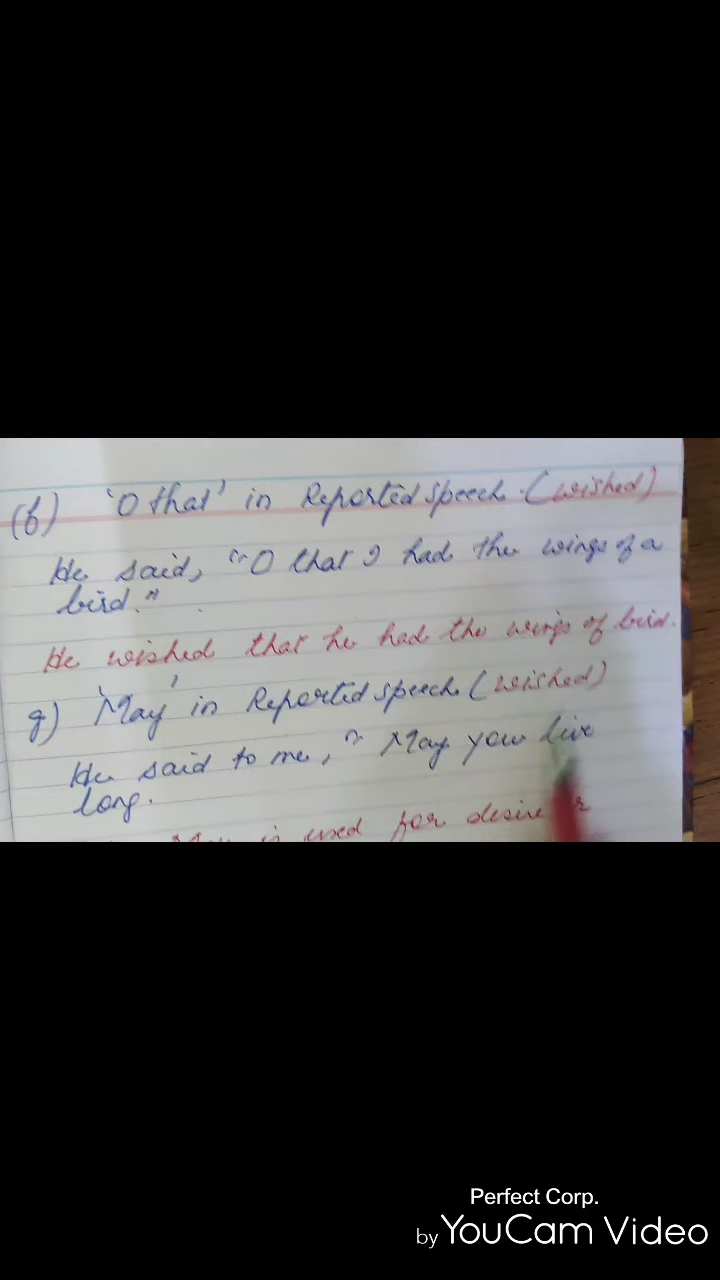 (f) 'O that' in Reported speech. (wished)
He said, "O that I had the wings of a
bird."
He wished that he had the wings of bird.
g) 'May' in Reported speech (wished)
He said to me, " May you live
long.
is used for desire
Perfect Corp.
by YouCam Video